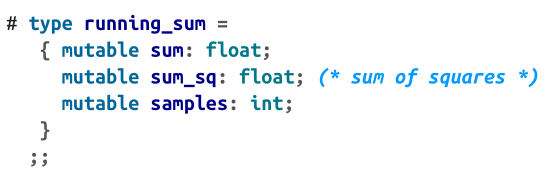 # type running_sum =
{ mutable sum: float;
mutable sum_sq: float; (* sum of squares *)
mutable samples: int;
}
;;